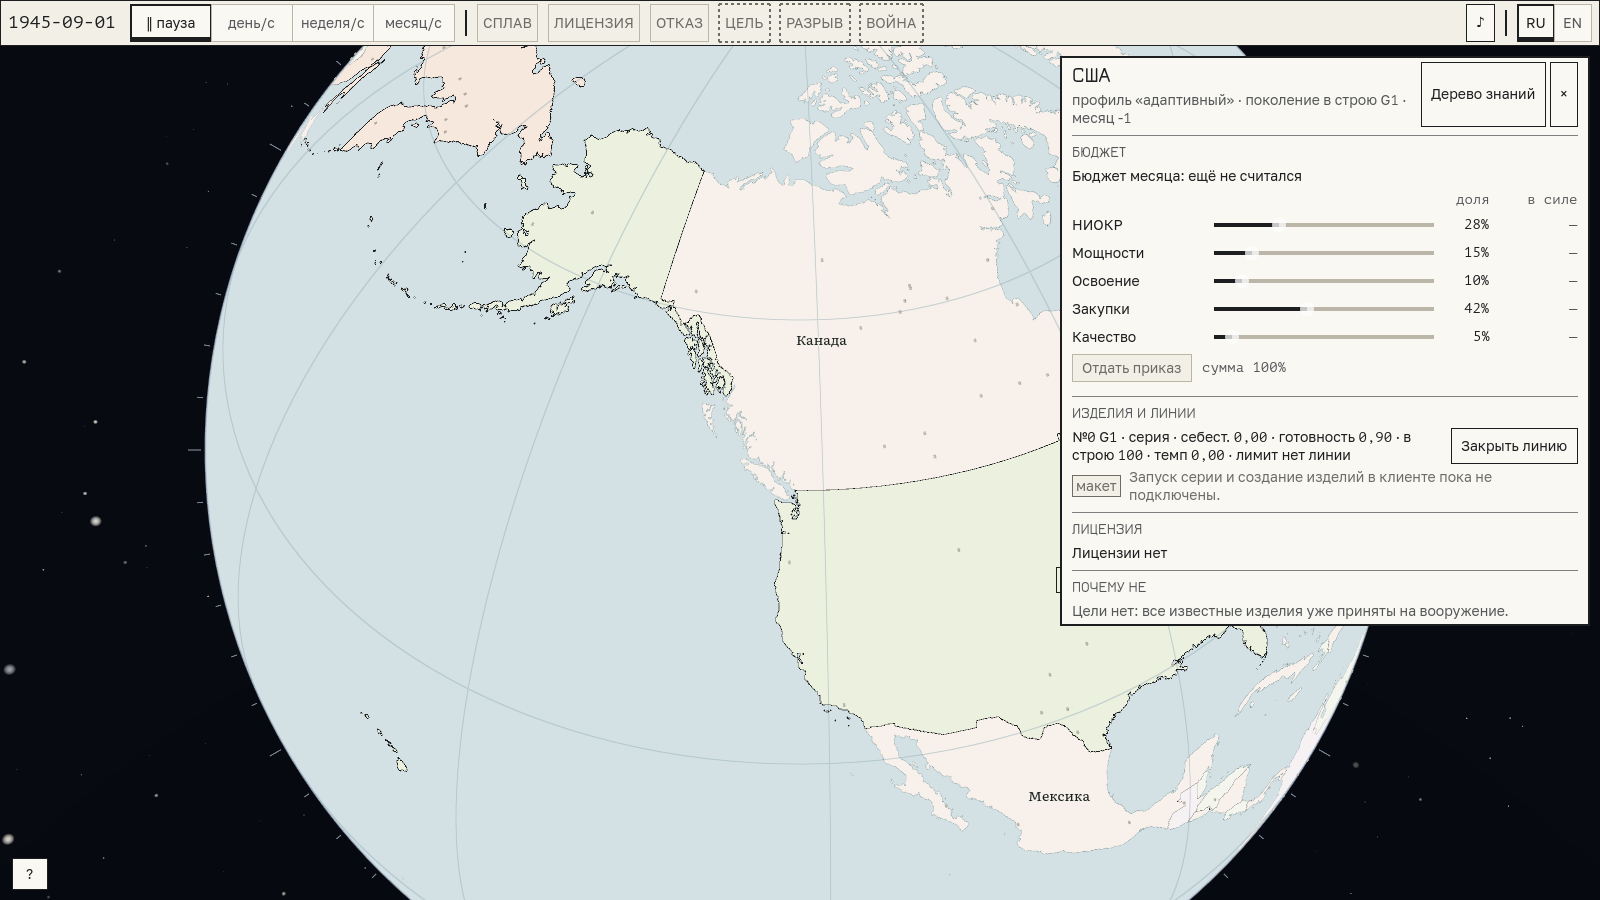 1945-09-01 ‖ пауза день/с неделя/с месяц/с СПЛАВ ЛИЦЕНЗИЯ ОТКАЗ ЦЕЛЬ РАЗРЫВ ВОЙНА ♪ RU EN
США
профиль «адаптивный» · поколение в строю G1 ·
месяц -1
Дерево знаний ×
БЮДЖЕТ
Бюджет месяца: ещё не считался
доля в силе
НИОКР 28% —
Мощности 15% —
Освоение 10% —
Закупки 42% —
Качество 5% —
Отдать приказ сумма 100%
ИЗДЕЛИЯ И ЛИНИИ
№0 G1 · серия · себест. 0,00 · готовность 0,90 · в
строю 100 · темп 0,00 · лимит нет линии
Закрыть линию
макет
Запуск серии и создание изделий в клиенте пока не
подключены.
ЛИЦЕНЗИЯ
Лицензии нет
ПОЧЕМУ НЕ
Цели нет: все известные изделия уже приняты на вооружение.
Канада
Мексика
?